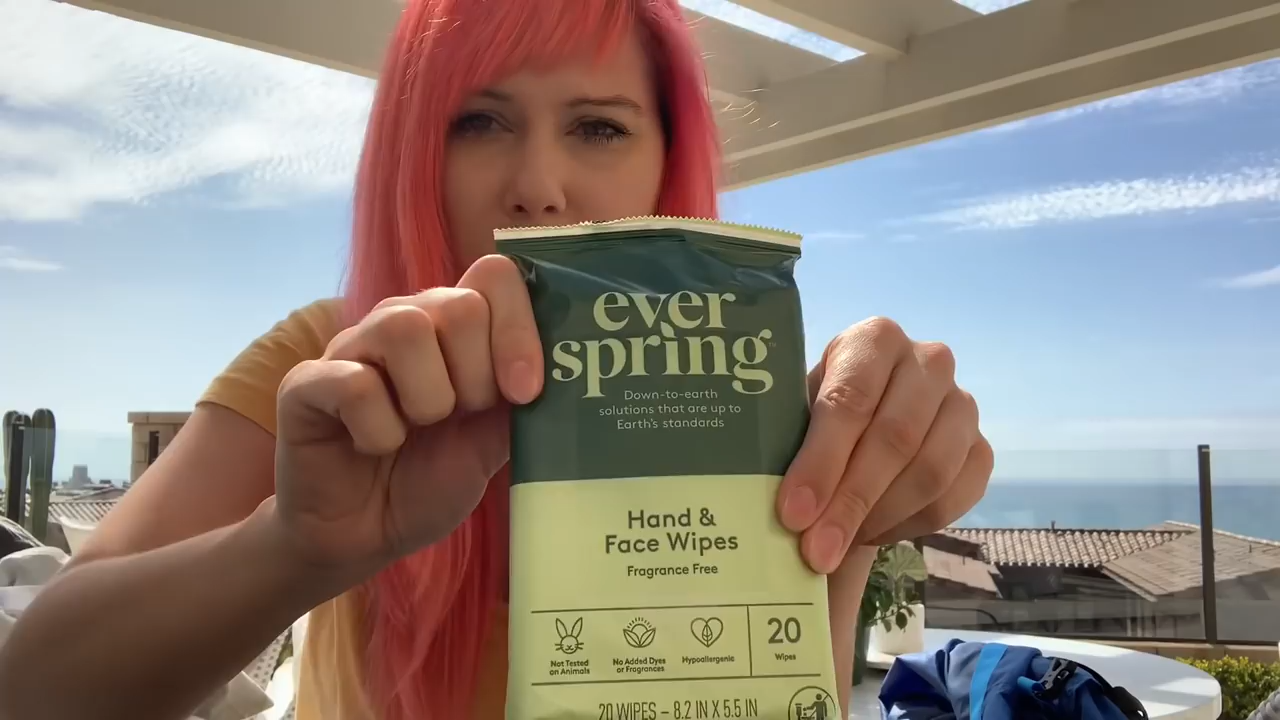 ever
spring™
Down-to-earth
solutions that are up to
Earth's standards
Hand &
Face Wipes
Fragrance Free
Not Tested
on Animals
No Added Dyes
or Fragrances
Hypoallergenic
20
Wipes
20 WIPES – 8.2 IN X 5.5 IN